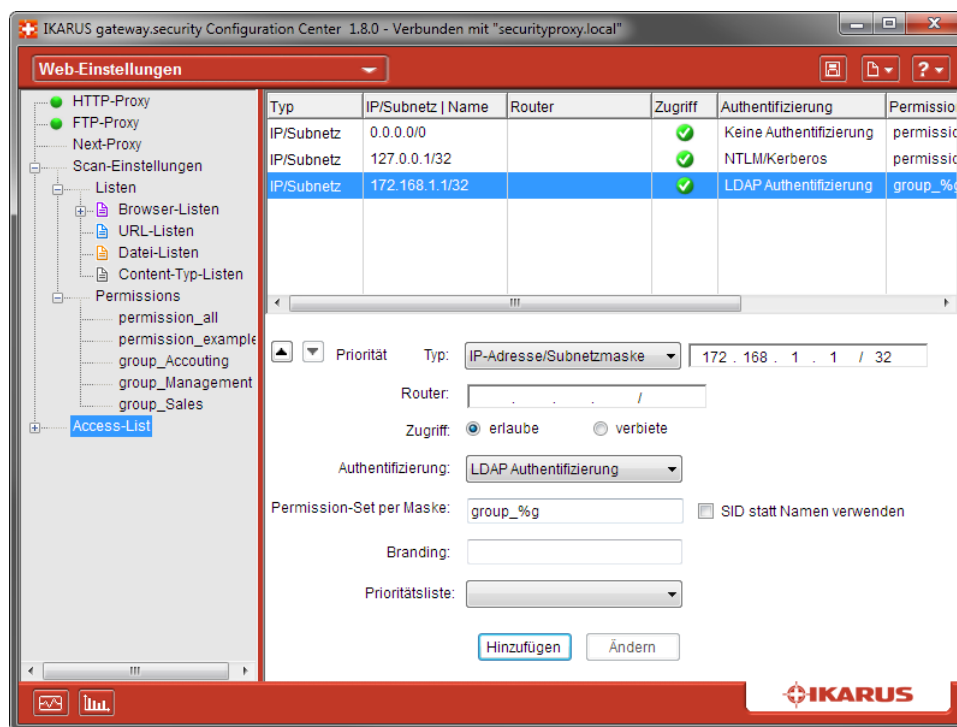 IKARUS gateway.security Configuration Center 1.8.0 - Verbunden mit "securityproxy.local"
Web-Einstellungen
HTTP-Proxy
FTP-Proxy
Next-Proxy
Scan-Einstellungen
Listen
Browser-Listen
URL-Listen
Datei-Listen
Content-Typ-Listen
Permissions
permission_all
permission_example
group_Accouting
group_Management
group_Sales
Access-List
Typ IP/Subnetz | Name Router Zugriff Authentifizierung Permissio
IP/Subnetz 0.0.0.0/0 Keine Authentifizierung permissic
IP/Subnetz 127.0.0.1/32 NTLM/Kerberos permissic
IP/Subnetz 172.168.1.1/32 LDAP Authentifizierung group_%g
Priorität Typ: IP-Adresse/Subnetzmaske 172 . 168 . 1 . 1 / 32
Router: . . . /
Zugriff: erlaube verbiete
Authentifizierung: LDAP Authentifizierung
Permission-Set per Maske: group_%g SID statt Namen verwenden
Branding:
Prioritätsliste:
Hinzufügen Ändern
IKARUS